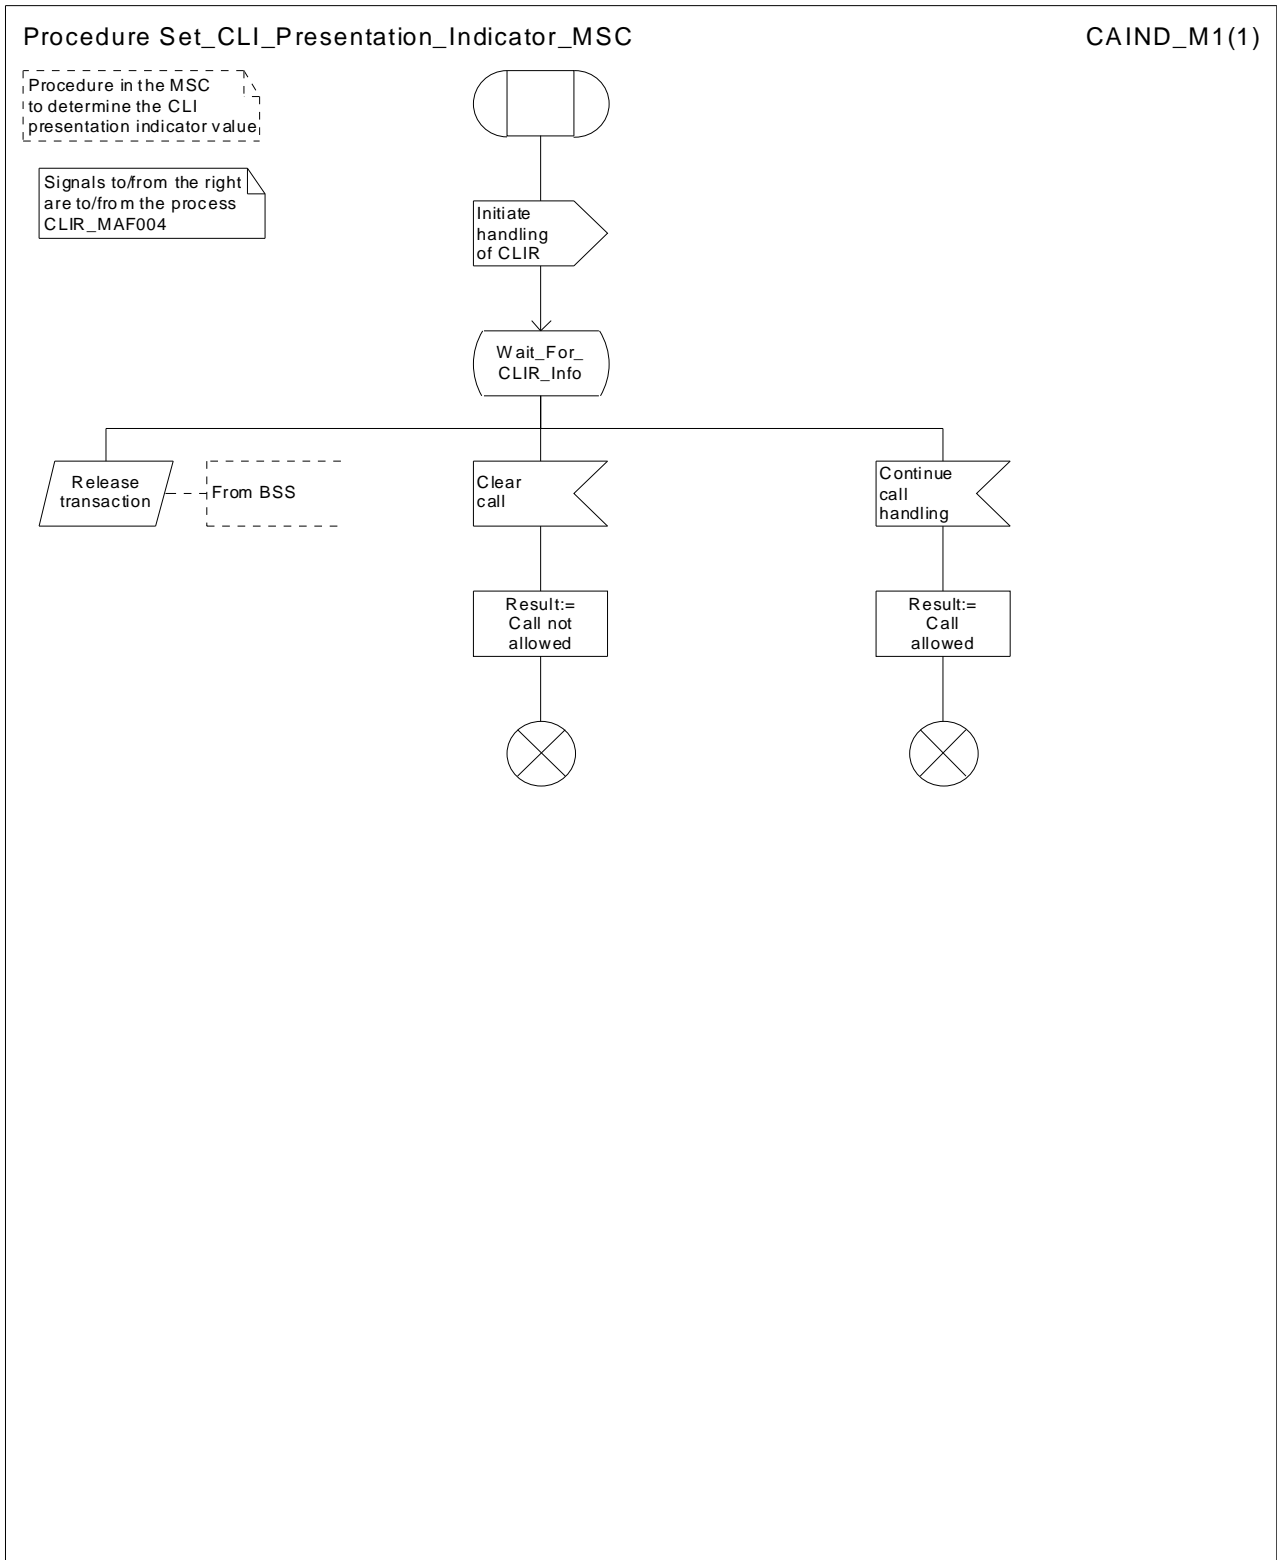 Procedure Set_CLI_Presentation_Indicator_MSC
CAIND_M1(1)
Procedure in the MSC
to determine the CLI
presentation indicator value
Signals to/from the right
are to/from the process
CLIR_MAF004
Initiate
handling
of CLIR
Wait_For_
CLIR_Info
Release
transaction
From BSS
Clear
call
Continue
call
handling
Result:=
Call not
allowed
Result:=
Call
allowed